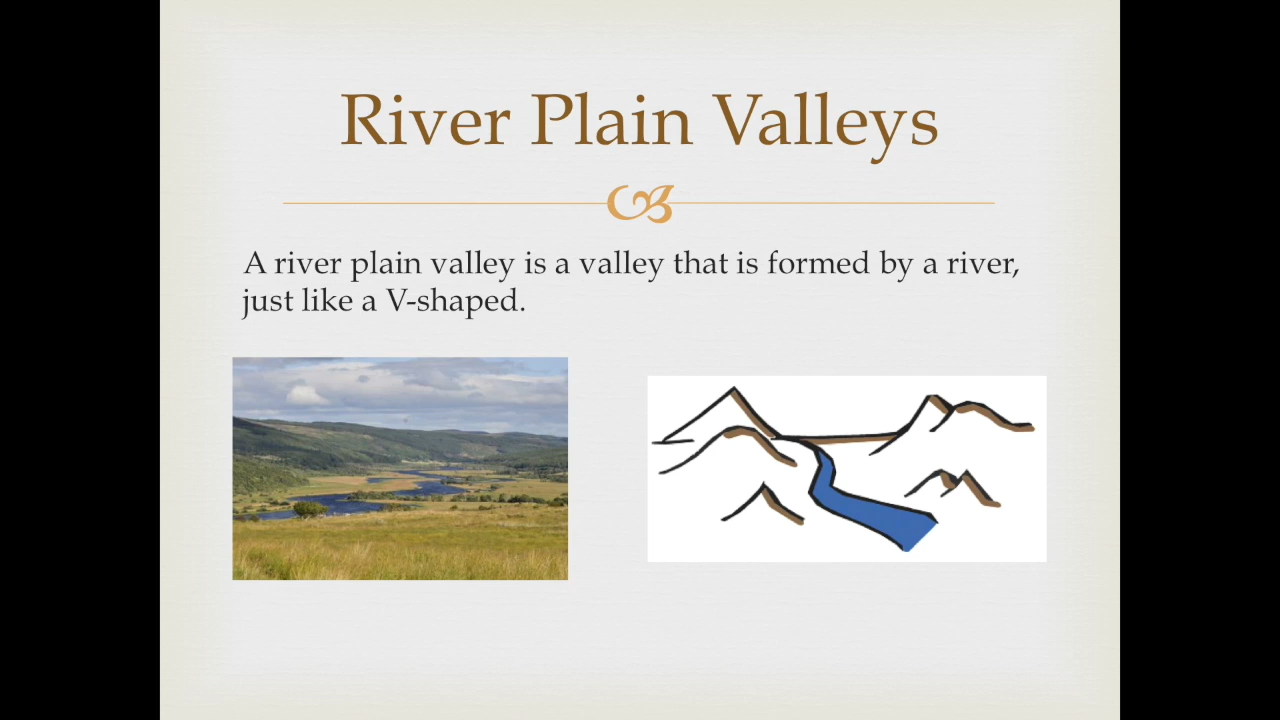 River Plain Valleys
A river plain valley is a valley that is formed by a river,
just like a V-shaped.